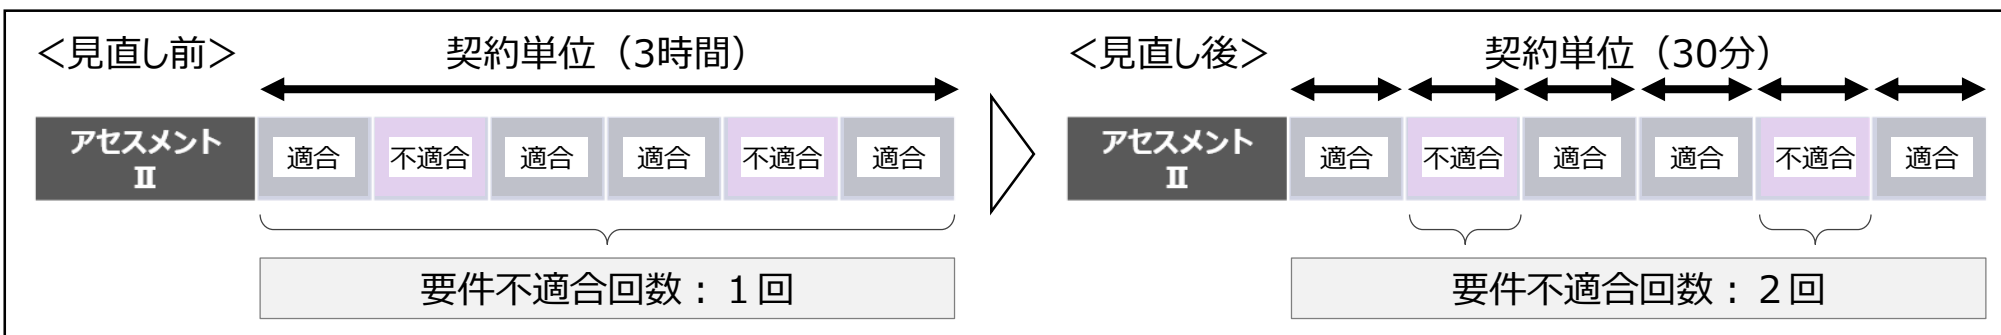 ＜見直し前＞
契約単位（3時間）
アセスメント
Ⅱ
適合
不適合
適合
適合
不適合
適合
要件不適合回数：１回
＜見直し後＞
契約単位（30分）
アセスメント
Ⅱ
適合
不適合
適合
適合
不適合
適合
要件不適合回数：２回